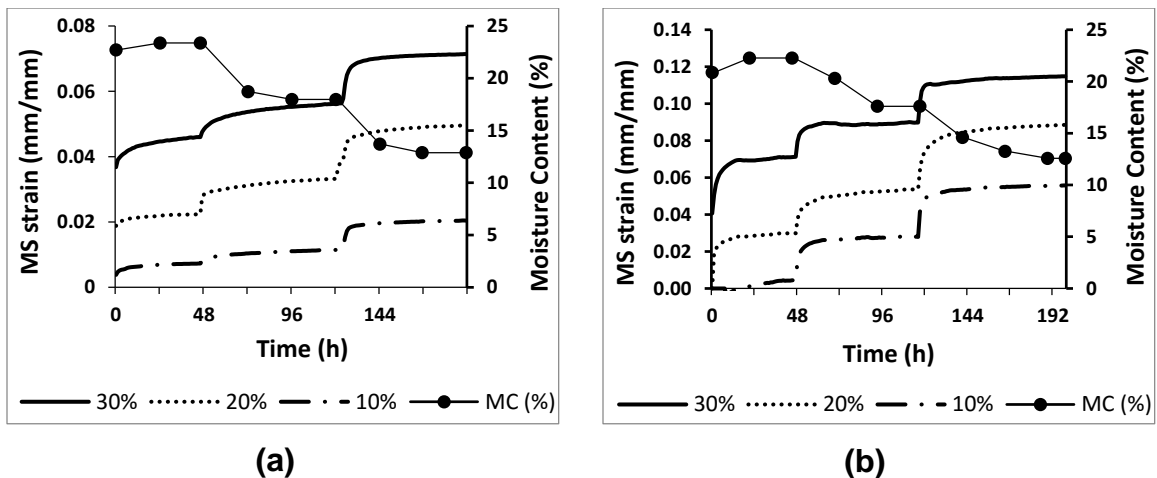 0.08
0.06
0.04
0.02
0
MS strain (mm/mm)
25
20
15
10
5
0
Moisture Content (%)
0 48 96 144
Time (h)
30% 20% 10% MC (%)
(a)
0.14
0.12
0.10
0.08
0.06
0.04
0.02
0.00
MS strain (mm/mm)
25
20
15
10
5
0
Moisture Content (%)
0 48 96 144 192
Time (h)
30% 20% 10% MC (%)
(b)